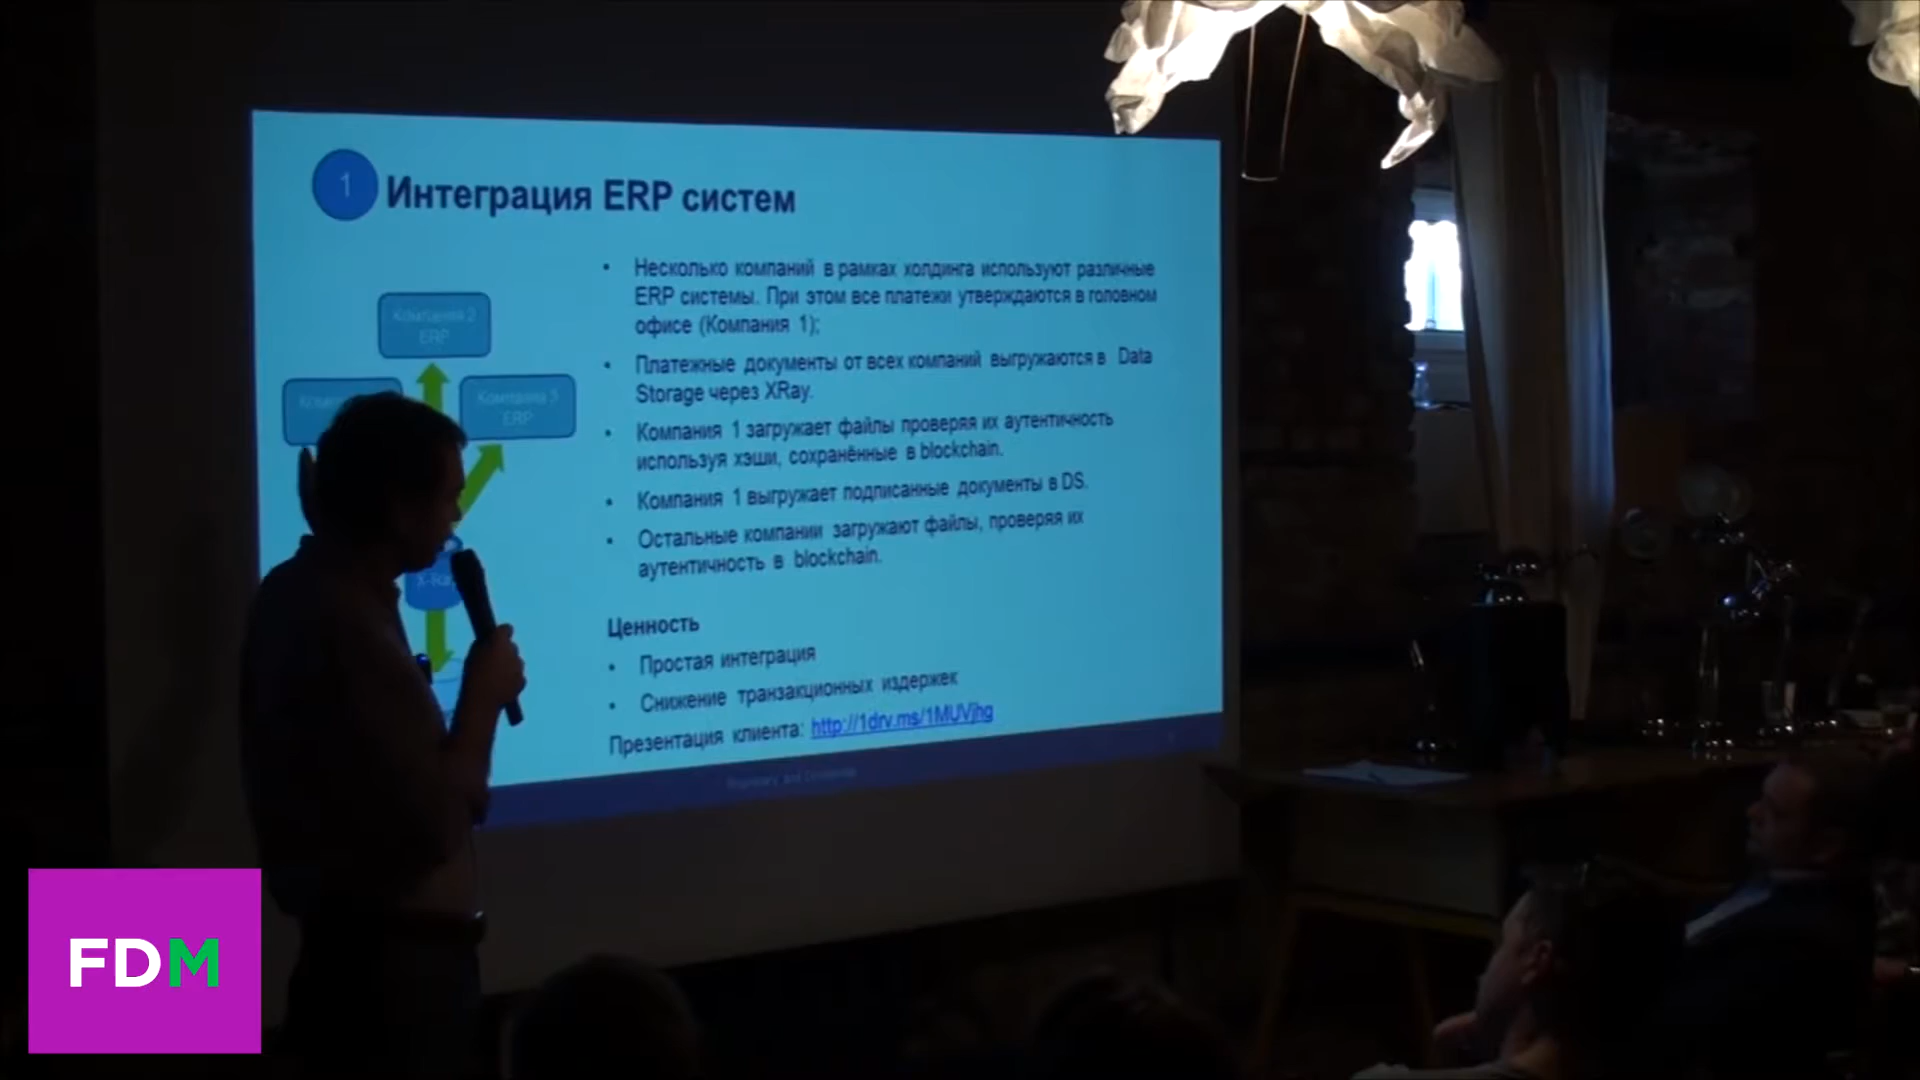 1
Интеграция ERP систем
• Несколько компаний в рамках холдинга используют различные
ERP системы. При этом все платежи утверждаются в головном
офисе (Компания 1);
• Платежные документы от всех компаний выгружаются в Data
Storage через XRay.
• Компания 1 загружает файлы проверяя их аутентичность
используя хэши, сохранённые в blockchain.
• Компания 1 выгружает подписанные документы в DS.
• Остальные компании загружают файлы, проверяя их
аутентичность в blockchain.
Ценность
• Простая интеграция
• Снижение транзакционных издержек
Презентация клиента: http://1drv.ms/1MUVjhg
Компания 2
ERP
Компания 3
ERP
FDM